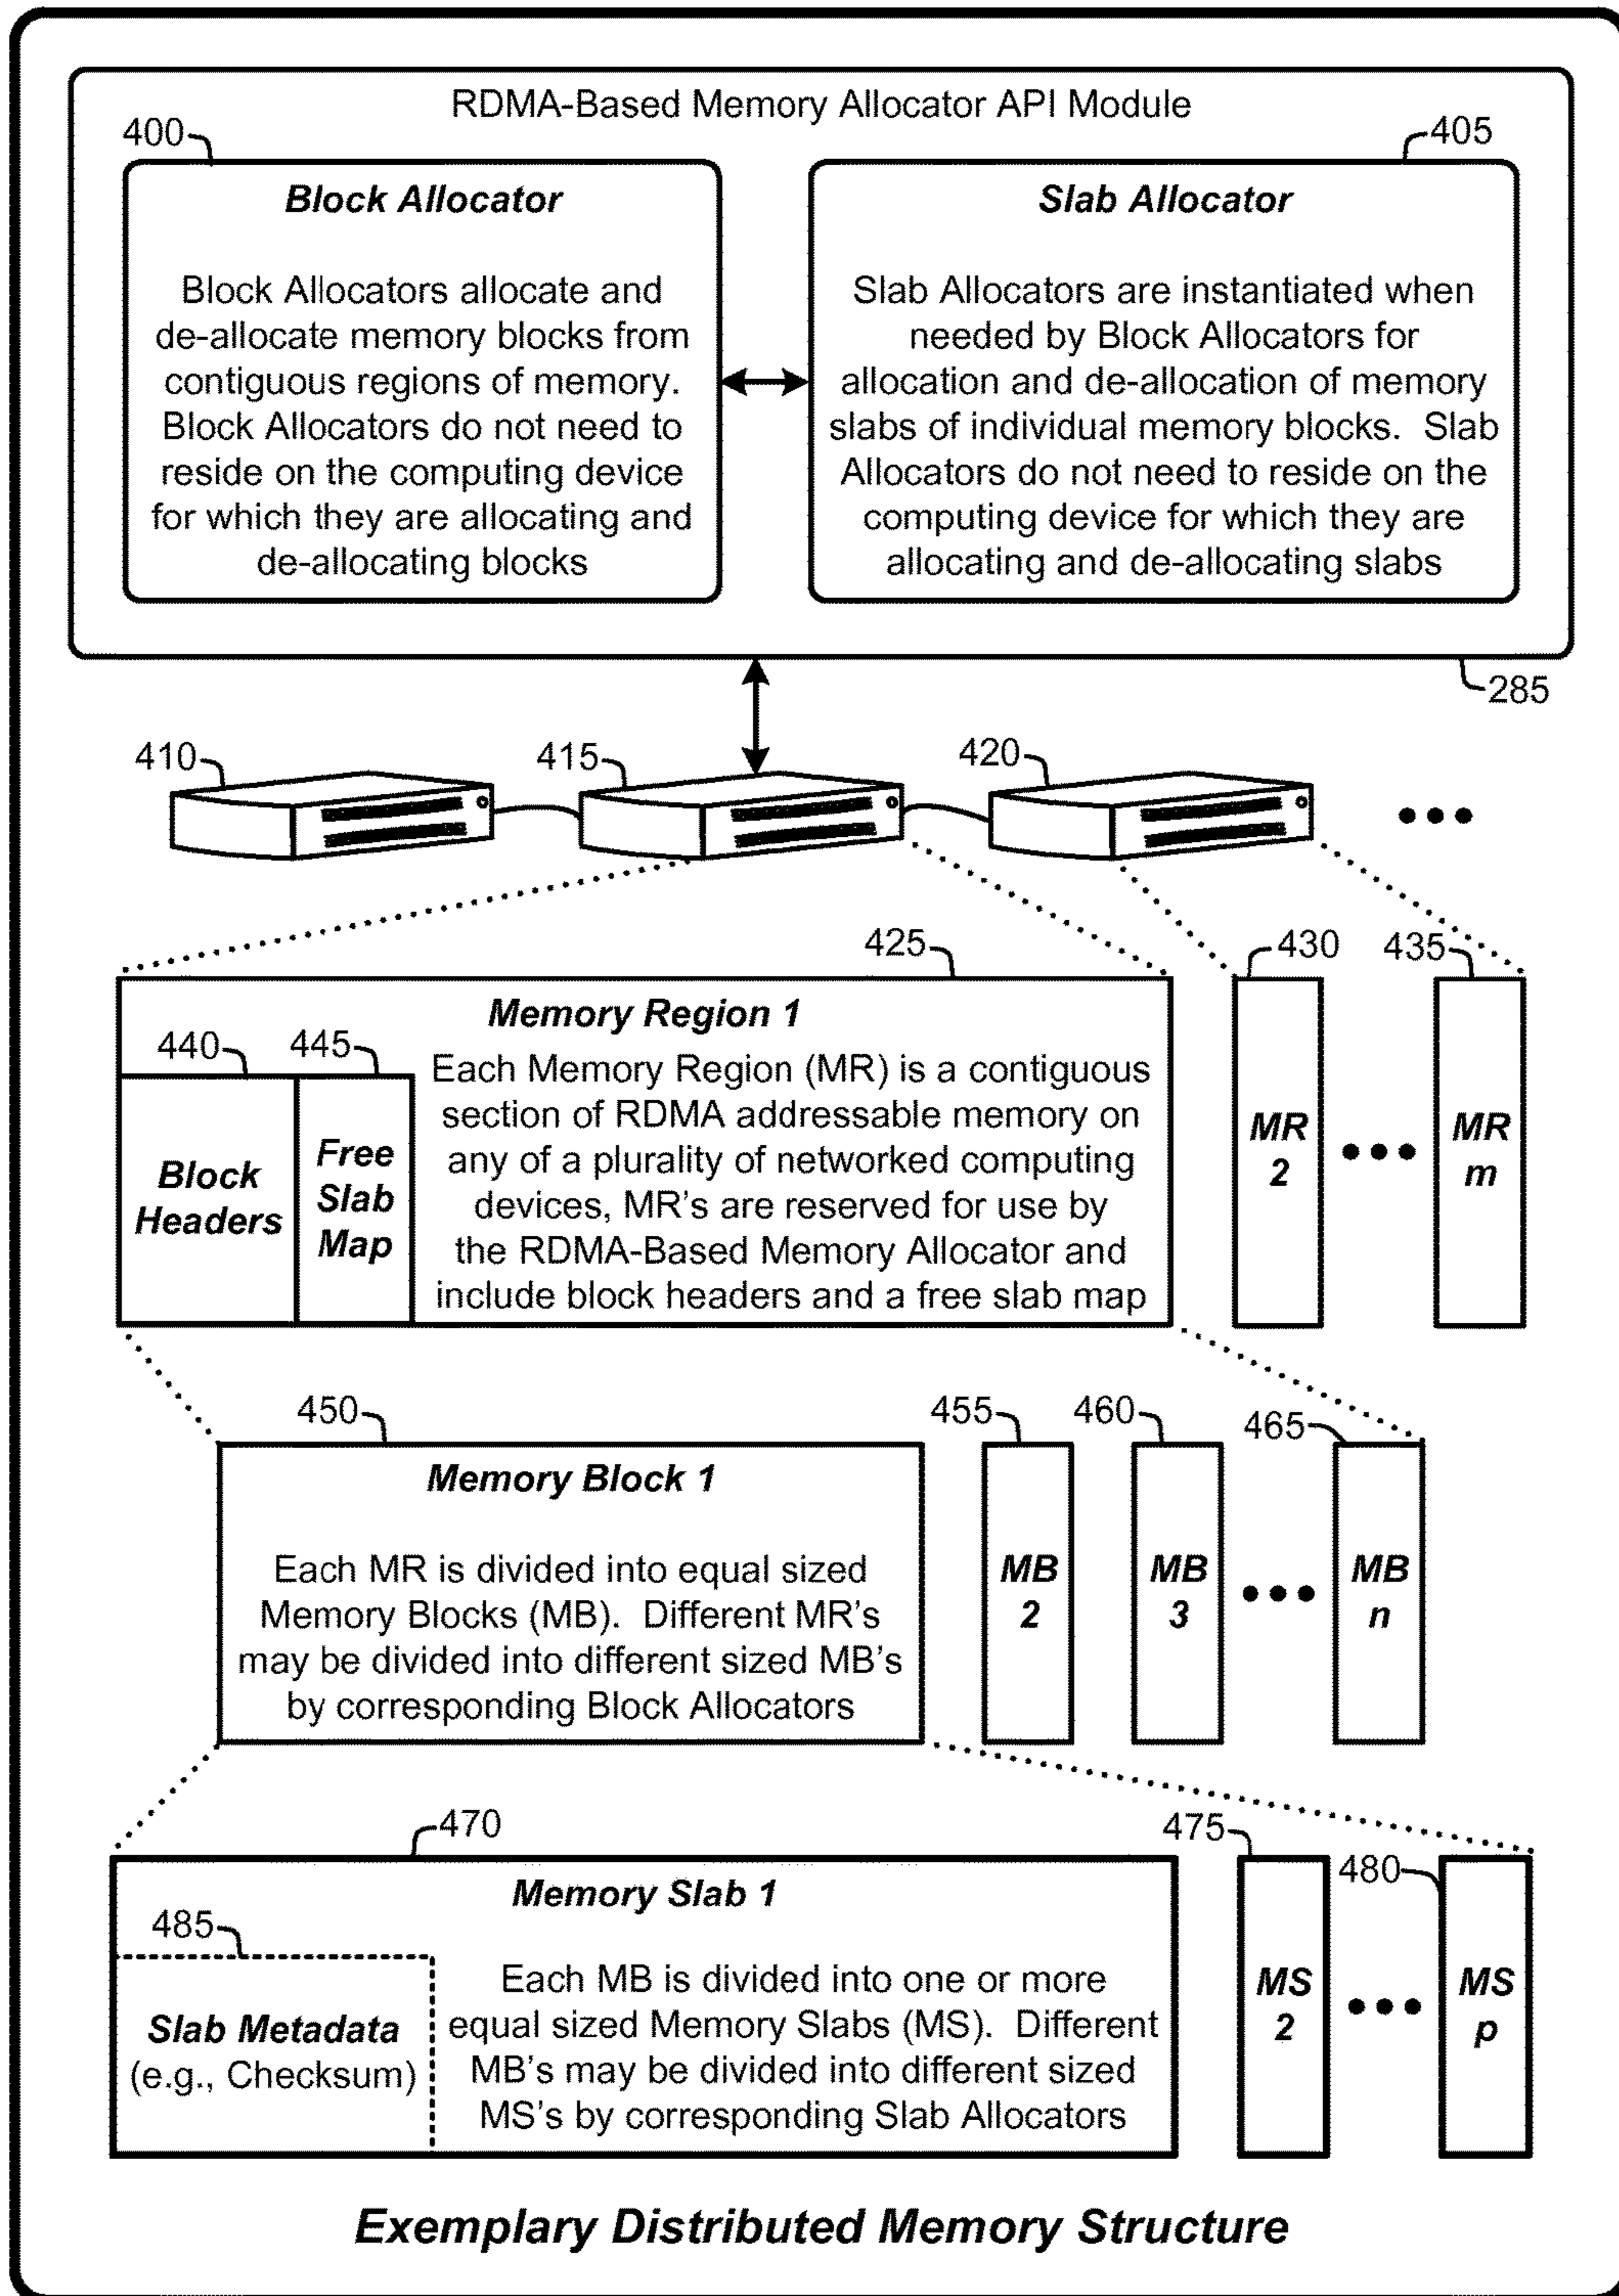 RDMA-Based Memory Allocator API Module
400
405
Block Allocator
Block Allocators allocate and
de-allocate memory blocks from
contiguous regions of memory.
Block Allocators do not need to
reside on the computing device
for which they are allocating and
de-allocating blocks
Slab Allocator
Slab Allocators are instantiated when
needed by Block Allocators for
allocation and de-allocation of memory
slabs of individual memory blocks. Slab
Allocators do not need to reside on the
computing device for which they are
allocating and de-allocating slabs
285
410
415
420
425
430
435
Memory Region 1
440
445
Block
Headers
Free
Slab
Map
Each Memory Region (MR) is a contiguous
section of RDMA addressable memory on
any of a plurality of networked computing
devices, MR's are reserved for use by
the RDMA-Based Memory Allocator and
include block headers and a free slab map
MR
2
MR
m
450
455
460
465
Memory Block 1
Each MR is divided into equal sized
Memory Blocks (MB). Different MR's
may be divided into different sized MB's
by corresponding Block Allocators
MB
2
MB
3
MB
n
470
475
480
Memory Slab 1
485
Slab Metadata
(e.g., Checksum)
Each MB is divided into one or more
equal sized Memory Slabs (MS). Different
MB's may be divided into different sized
MS's by corresponding Slab Allocators
MS
2
MS
p
Exemplary Distributed Memory Structure